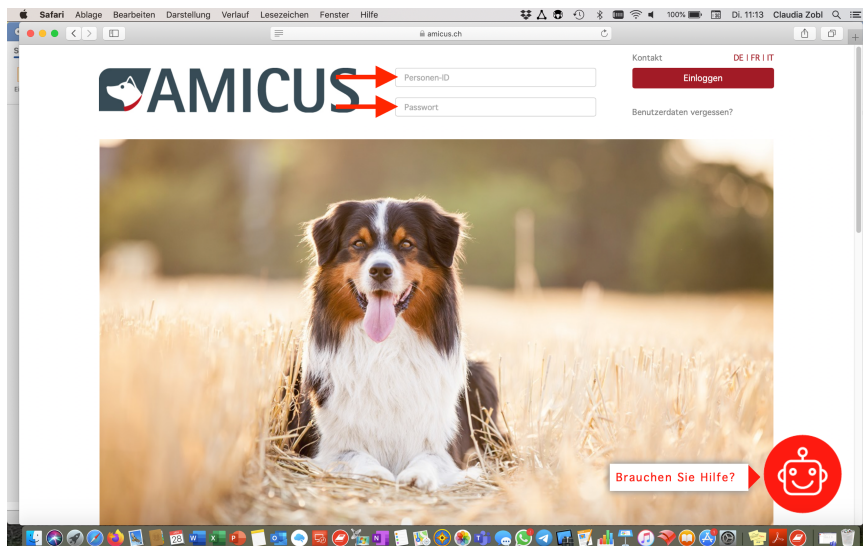 Safari Ablage Bearbeiten Darstellung Verlauf Lesezeichen Fenster Hilfe 100% Di. 11:13 Claudia Zobl
amicus.ch
Kontakt DE I FR I IT
AMICUS
Personen-ID
Einloggen
Passwort
Benutzerdaten vergessen?
Brauchen Sie Hilfe?
28